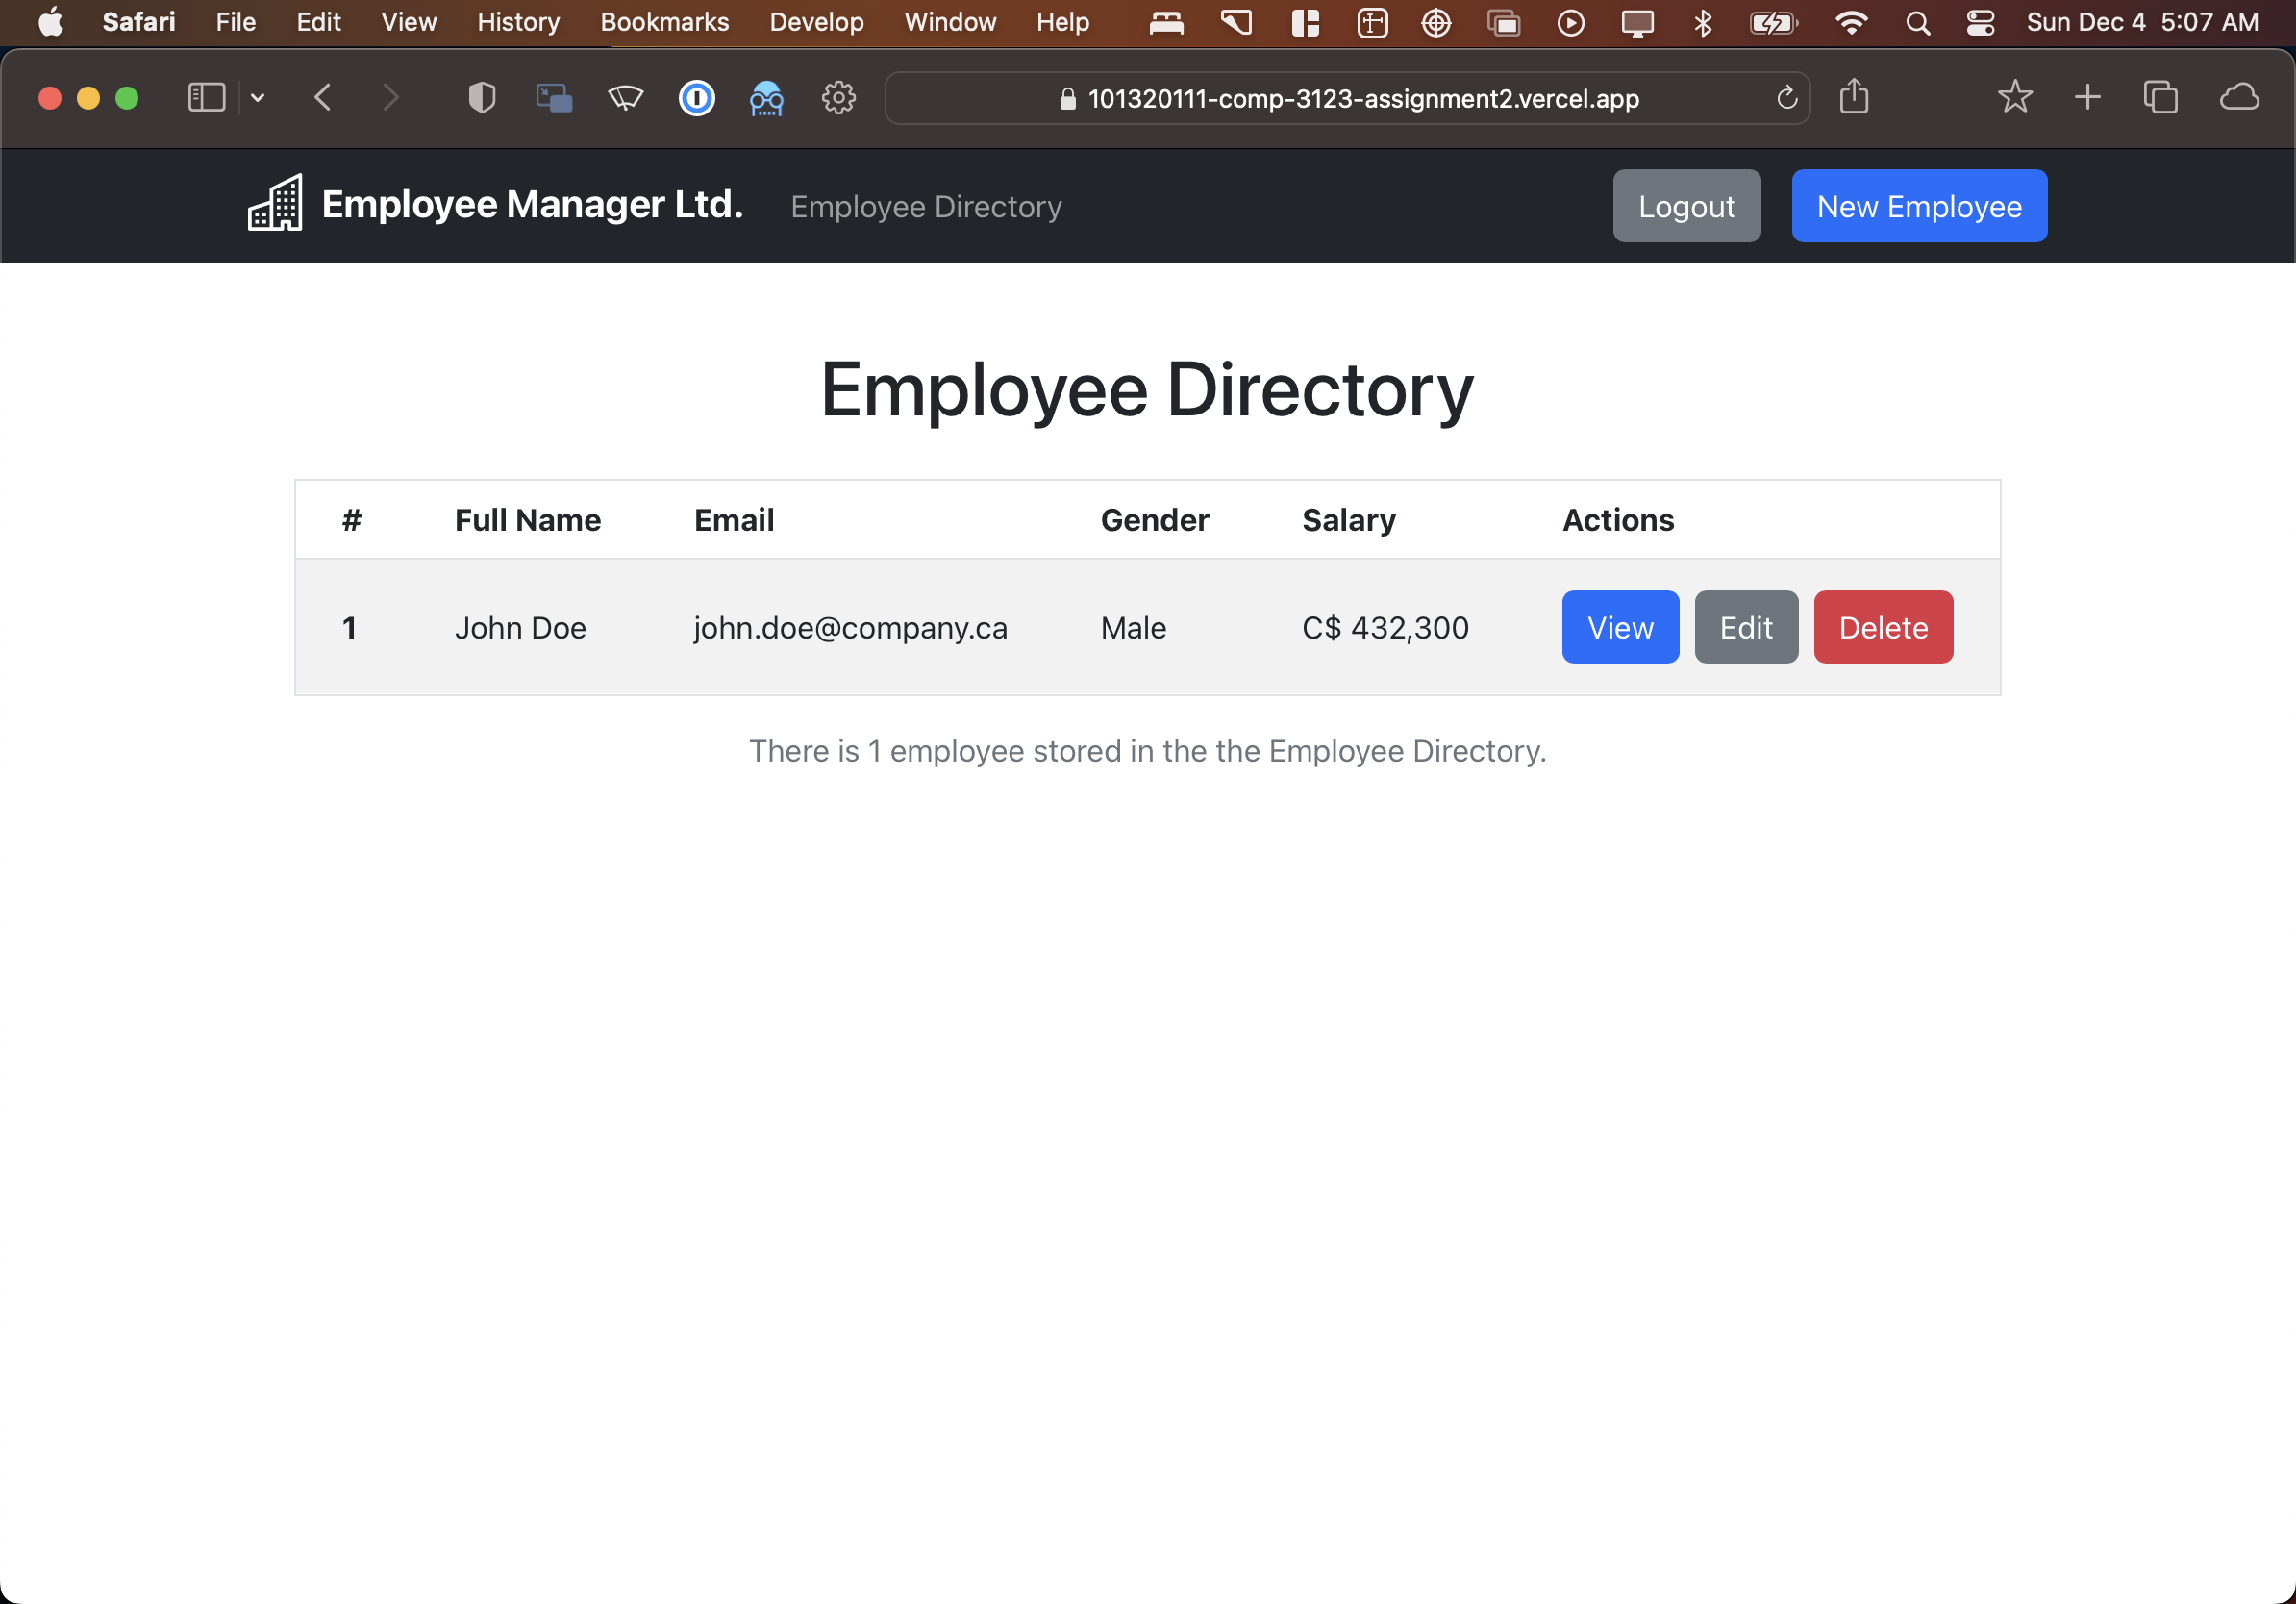 Safari File Edit View History Bookmarks Develop Window Help Sun Dec 4 5:07 AM
101320111-comp-3123-assignment2.vercel.app
Employee Manager Ltd. Employee Directory Logout New Employee
Employee Directory
# Full Name Email Gender Salary Actions
1 John Doe john.doe@company.ca Male C$ 432,300 View Edit Delete
There is 1 employee stored in the the Employee Directory.